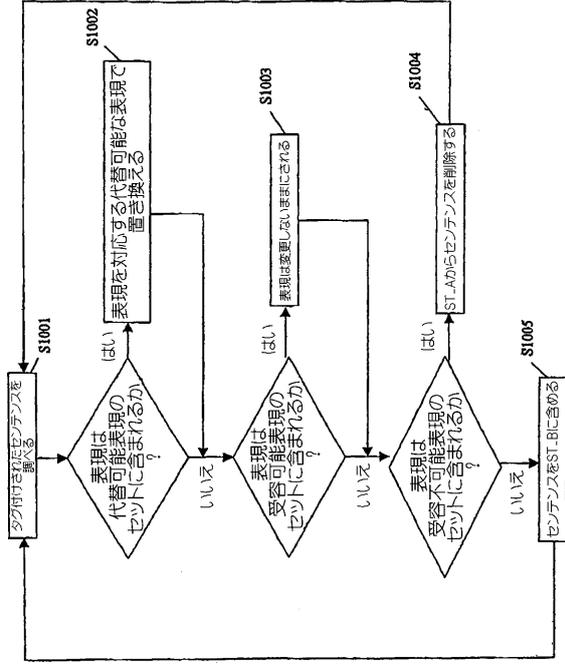 S1001
タグ付けされたセンテンスを
調べる
表現は
代替可能表現の
セットに含まれるか
?
はい
いいえ
S1002
表現を対応する代替可能な表現で
置き換える
表現は
受容可能表現の
セットに含まれるか
?
はい
いいえ
S1003
表現は変更しないままにされる
表現は
受容不可能表現の
セットに含まれるか
?
はい
いいえ
S1004
ST_Aからセンテンスを削除する
S1005
センテンスをST_Bに含める